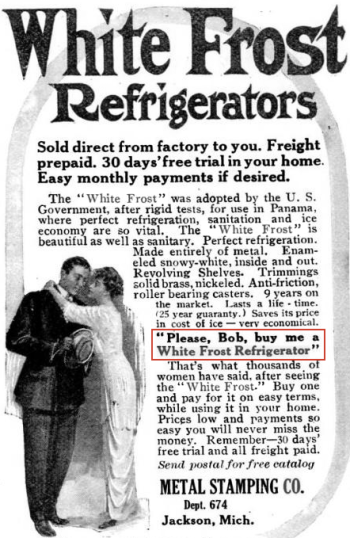 White Frost
Refrigerators
Sold direct from factory to you. Freight
prepaid. 30 days' free trial in your home.
Easy monthly payments if desired.
The "White Frost" was adopted by the U. S.
Government, after rigid tests, for use in Panama,
where perfect refrigeration, sanitation and ice
economy are so vital. The "White Frost" is
beautiful as well as sanitary. Perfect refrigeration.
Made entirely of metal. Enam-
eled snowy-white, inside and out.
Revolving Shelves. Trimmings
solid brass, nickeled. Anti-friction,
roller bearing casters. 9 years on
the market. Lasts a life-time.
(25 year guaranty.) Saves its price
in cost of ice — very economical.
"Please, Bob, buy me a
White Frost Refrigerator"
That's what thousands of
women have said, after seeing
the "White Frost." Buy one
and pay for it on easy terms,
while using it in your home.
Prices low and payments so
easy you will never miss the
money. Remember—30 days'
free trial and all freight paid.
Send postal for free catalog
METAL STAMPING CO.
Dept. 674
Jackson, Mich.